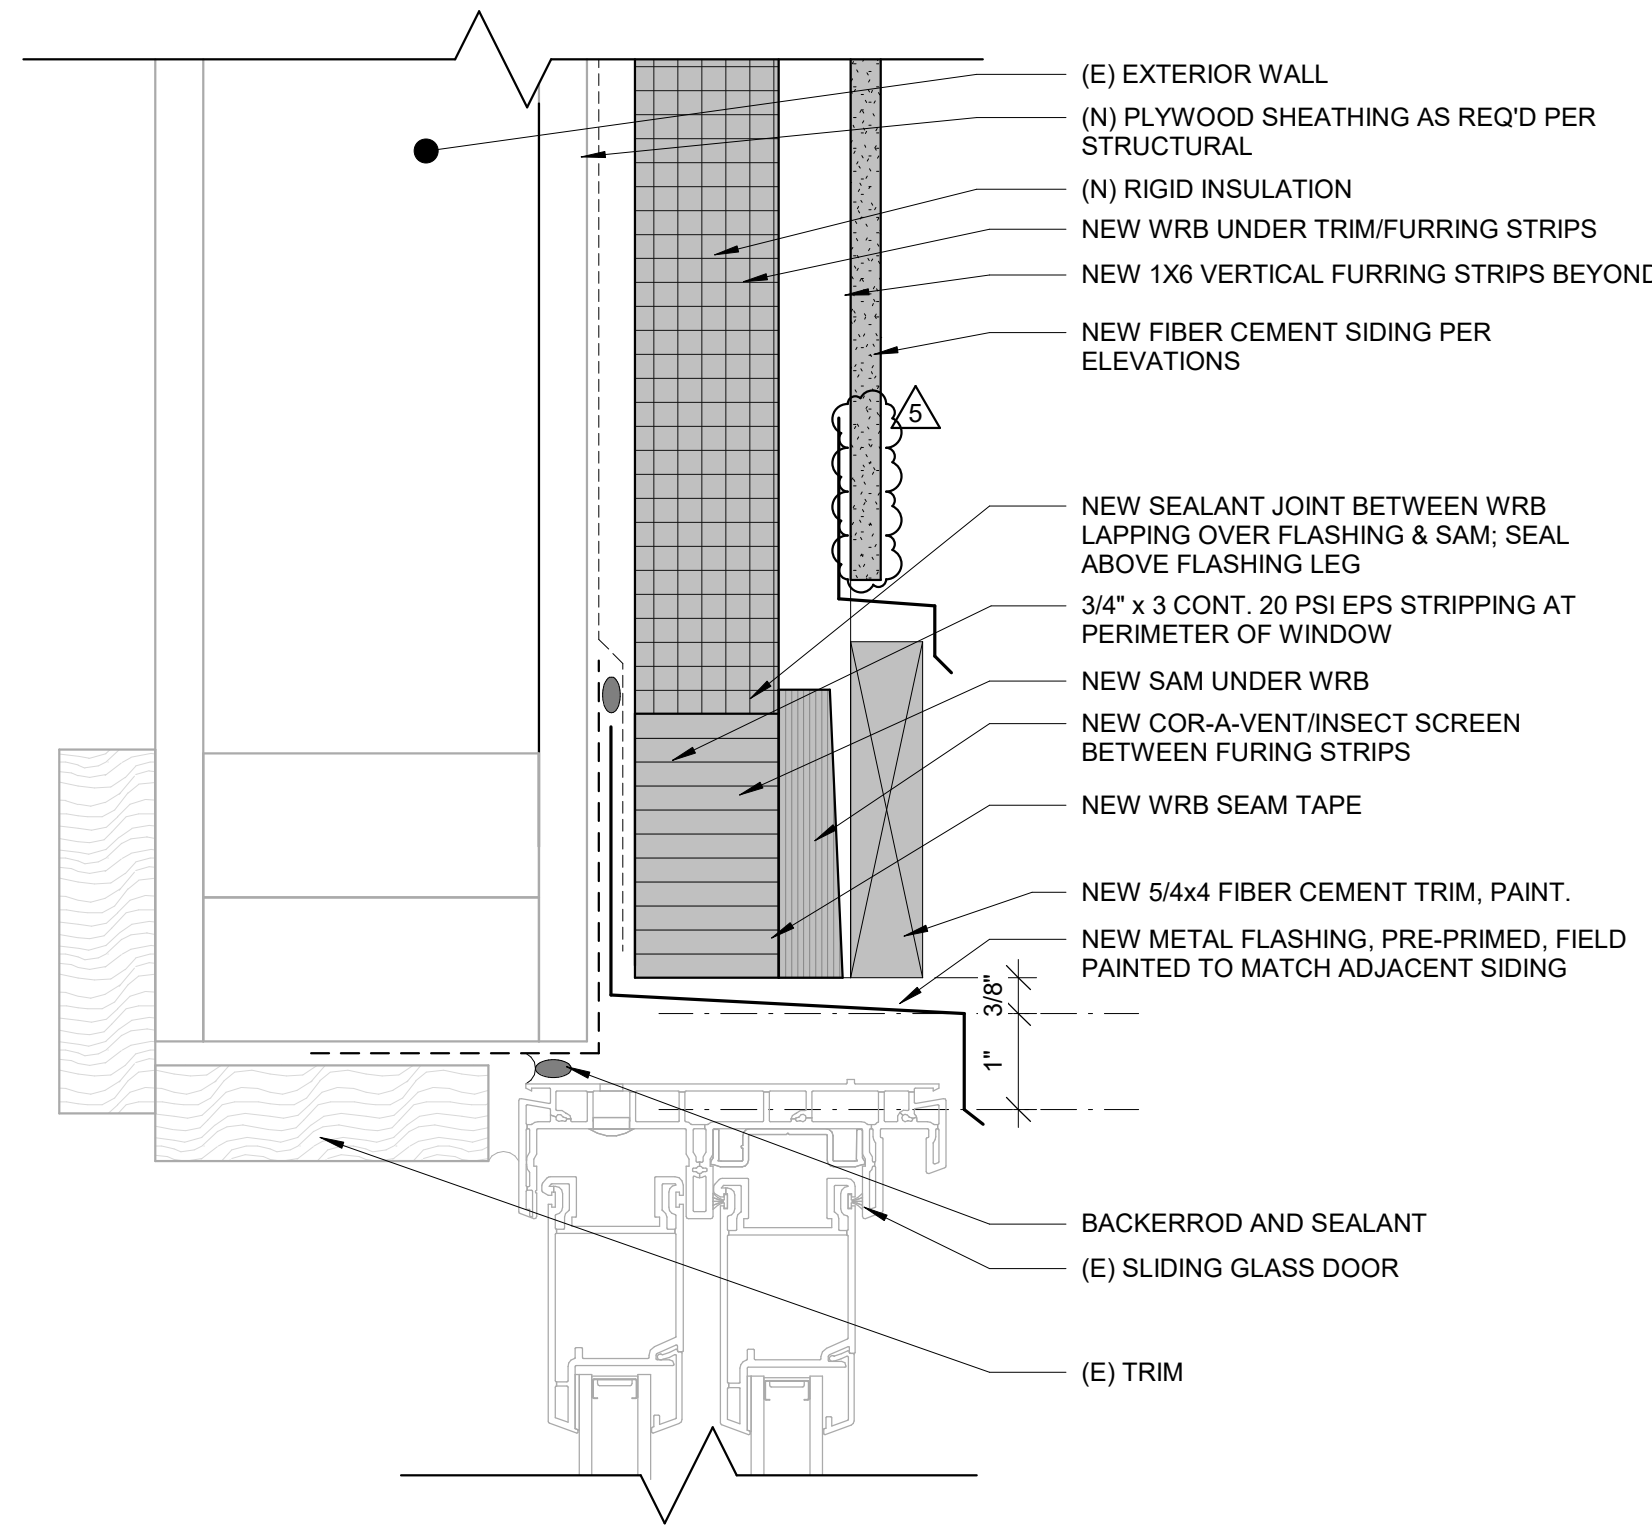 (E) EXTERIOR WALL
(N) PLYWOOD SHEATHING AS REQ'D PER
STRUCTURAL
(N) RIGID INSULATION
NEW WRB UNDER TRIM/FURRING STRIPS
NEW 1X6 VERTICAL FURRING STRIPS BEYOND
NEW FIBER CEMENT SIDING PER
ELEVATIONS
5
NEW SEALANT JOINT BETWEEN WRB
LAPPING OVER FLASHING & SAM; SEAL
ABOVE FLASHING LEG
3/4" x 3 CONT. 20 PSI EPS STRIPPING AT
PERIMETER OF WINDOW
NEW SAM UNDER WRB
NEW COR-A-VENT/INSECT SCREEN
BETWEEN FURING STRIPS
NEW WRB SEAM TAPE
NEW 5/4x4 FIBER CEMENT TRIM, PAINT.
NEW METAL FLASHING, PRE-PRIMED, FIELD
PAINTED TO MATCH ADJACENT SIDING
3/8"
1"
BACKERROD AND SEALANT
(E) SLIDING GLASS DOOR
(E) TRIM